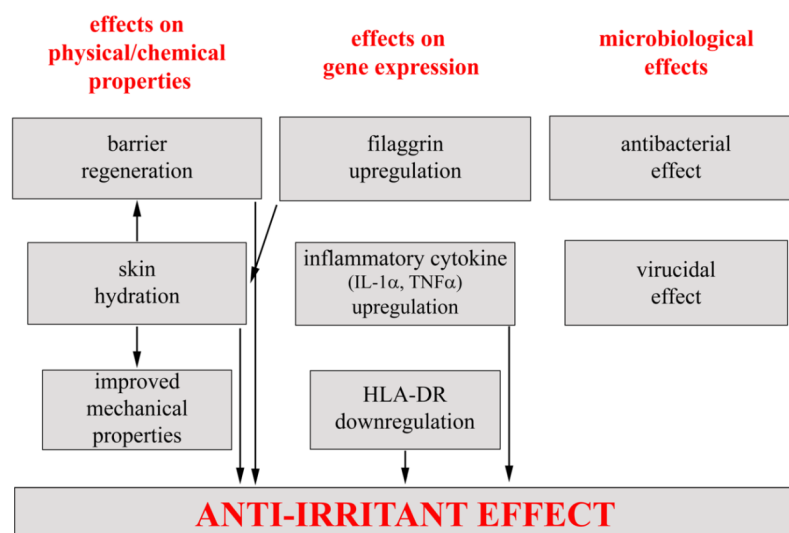 effects on
physical/chemical
properties
effects on
gene expression
microbiological
effects
barrier
regeneration
filaggrin
upregulation
antibacterial
effect
skin
hydration
inflammatory cytokine
(IL-1α, TNFα)
upregulation
virucidal
effect
improved
mechanical
properties
HLA-DR
downregulation
ANTI-IRRITANT EFFECT